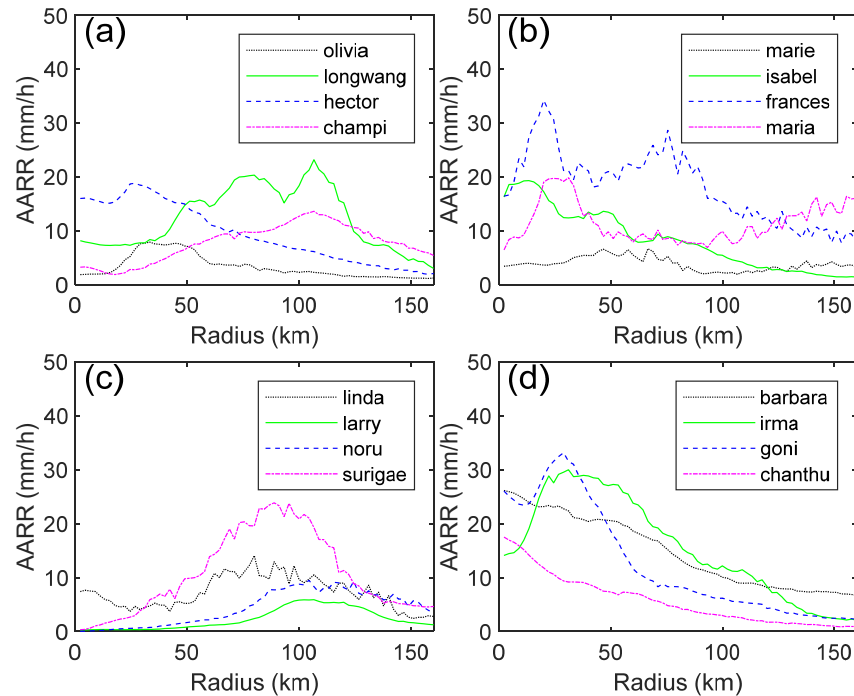 (a)
50
40
30
20
10
0
AARR (mm/h)
olivia
longwang
hector
champi
0 50 100 150
Radius (km)
(b)
50
40
30
20
10
0
AARR (mm/h)
marie
isabel
frances
maria
0 50 100 150
Radius (km)
(c)
50
40
30
20
10
0
AARR (mm/h)
linda
larry
noru
surigae
0 50 100 150
Radius (km)
(d)
50
40
30
20
10
0
AARR (mm/h)
barbara
irma
goni
chanthu
0 50 100 150
Radius (km)